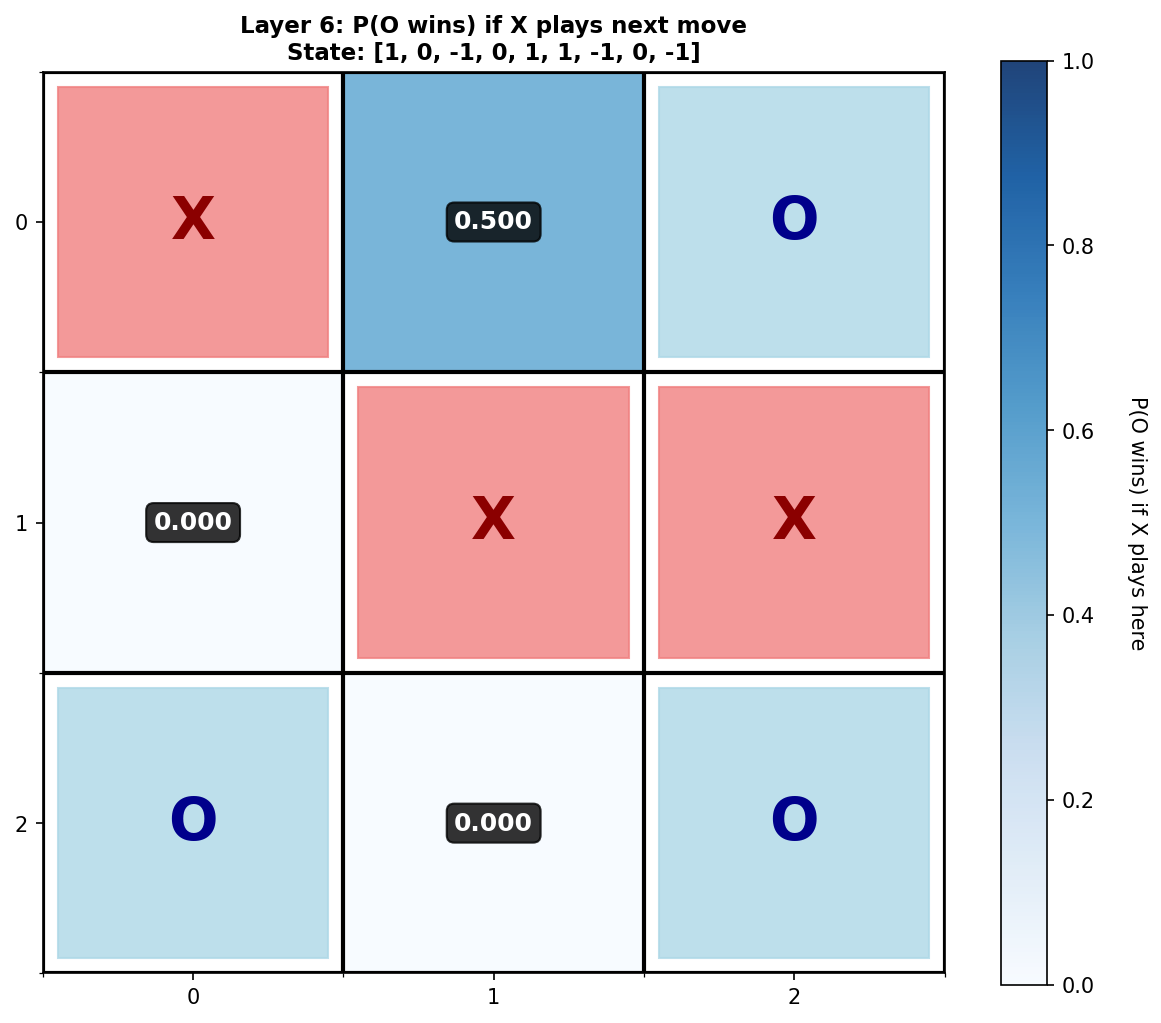 Layer 6: P(O wins) if X plays next move
State: [1, 0, -1, 0, 1, 1, -1, 0, -1]
X
0.500
O
0.000
X
X
O
0.000
O
0
1
2
0
1
2
1.0
0.8
0.6
0.4
0.2
0.0
P(O wins) if X plays here